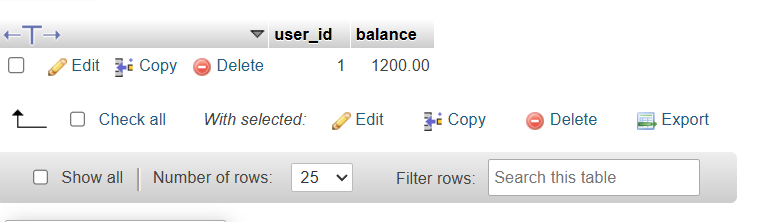 user_id balance
Edit Copy Delete 1 1200.00
Check all With selected: Edit Copy Delete Export
Show all Number of rows: 25 Filter rows: Search this table